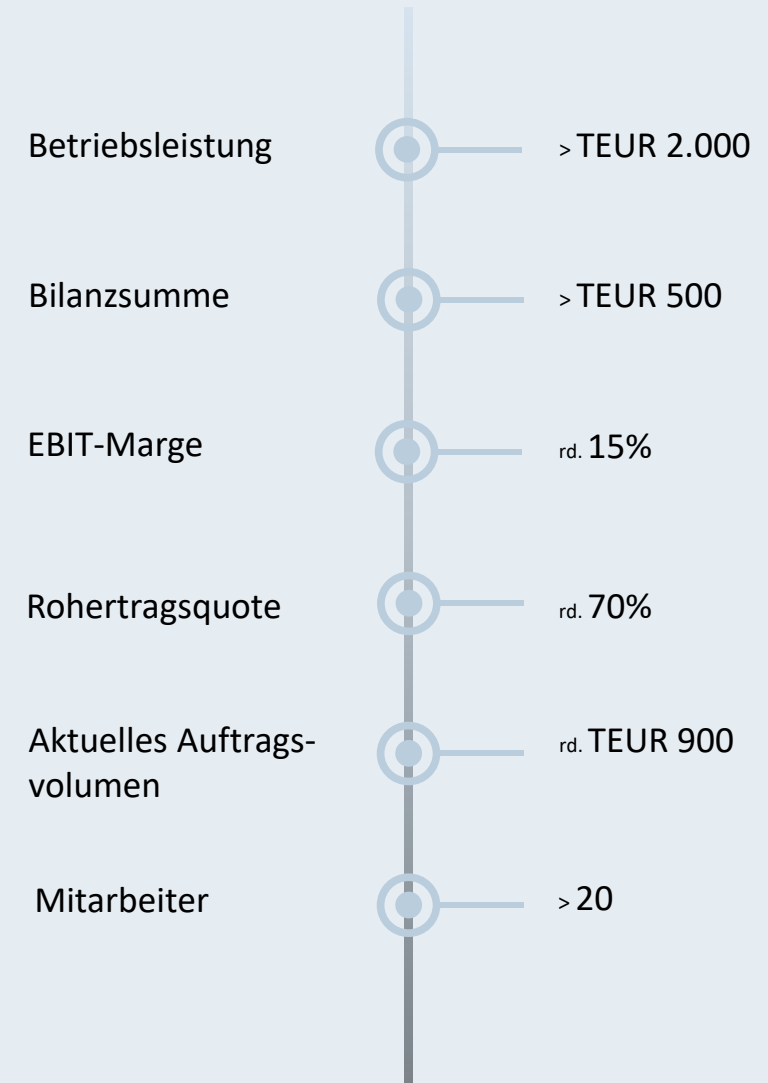 Betriebsleistung > TEUR 2.000
Bilanzsumme > TEUR 500
EBIT-Marge rd. 15%
Rohertragsquote rd. 70%
Aktuelles Auftrags- rd. TEUR 900
volumen
Mitarbeiter > 20